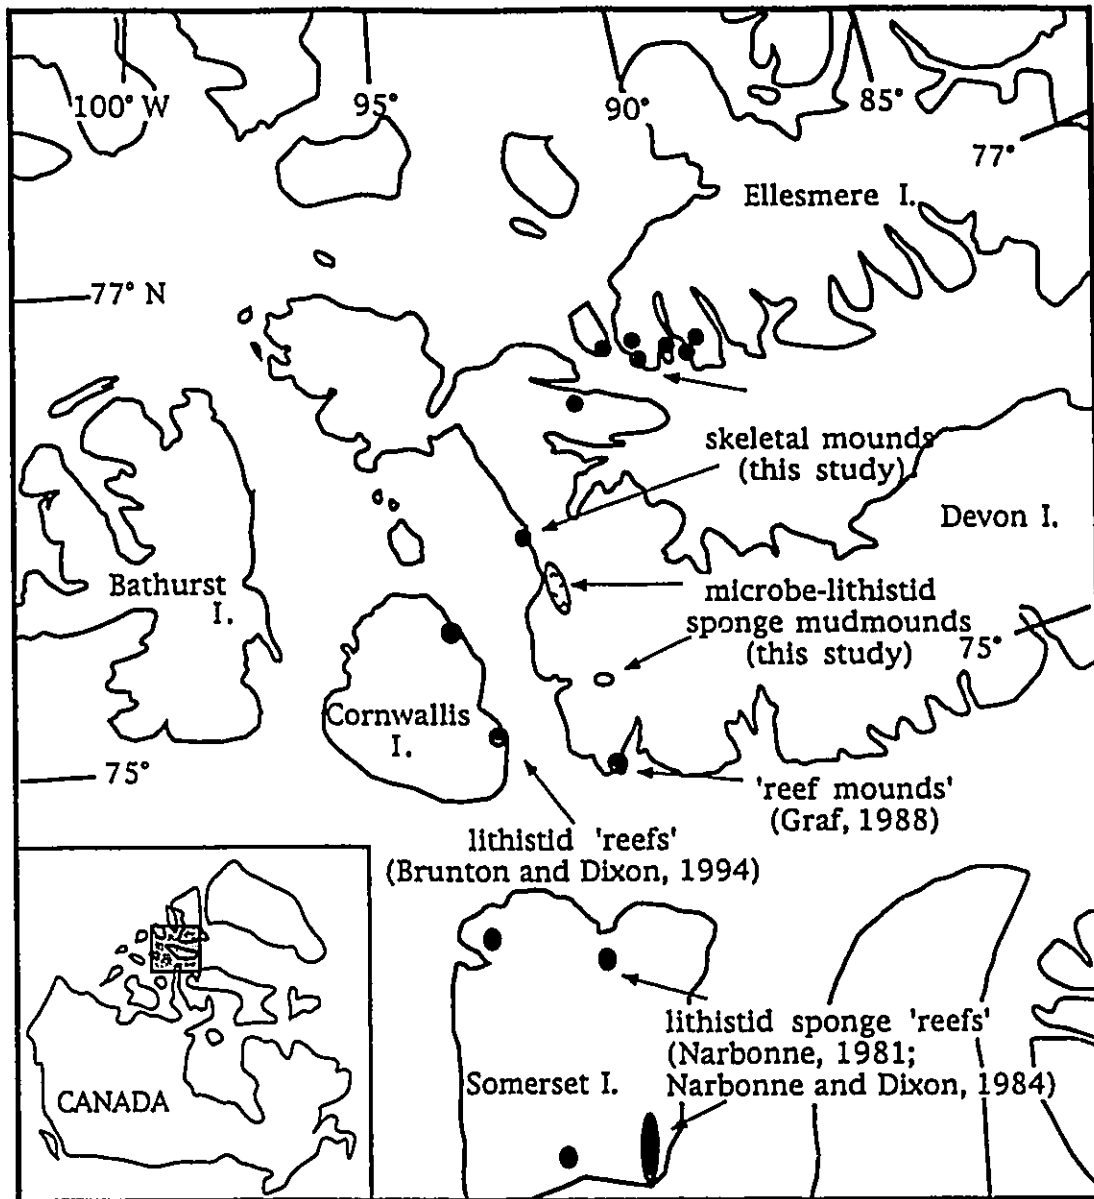 100° W
95°
90°
85°
77°
Ellesmere I.
77° N
skeletal mounds
(this study)
Devon I.
Bathurst
I.
microbe-lithistid
sponge mudmounds
(this study)
75°
Cornwallis
I.
75°
'reef mounds'
(Graf, 1988)
lithistid 'reefs'
(Brunton and Dixon, 1994)
lithistid sponge 'reefs'
(Narbonne, 1981;
Narbonne and Dixon, 1984)
Somerset I.
CANADA